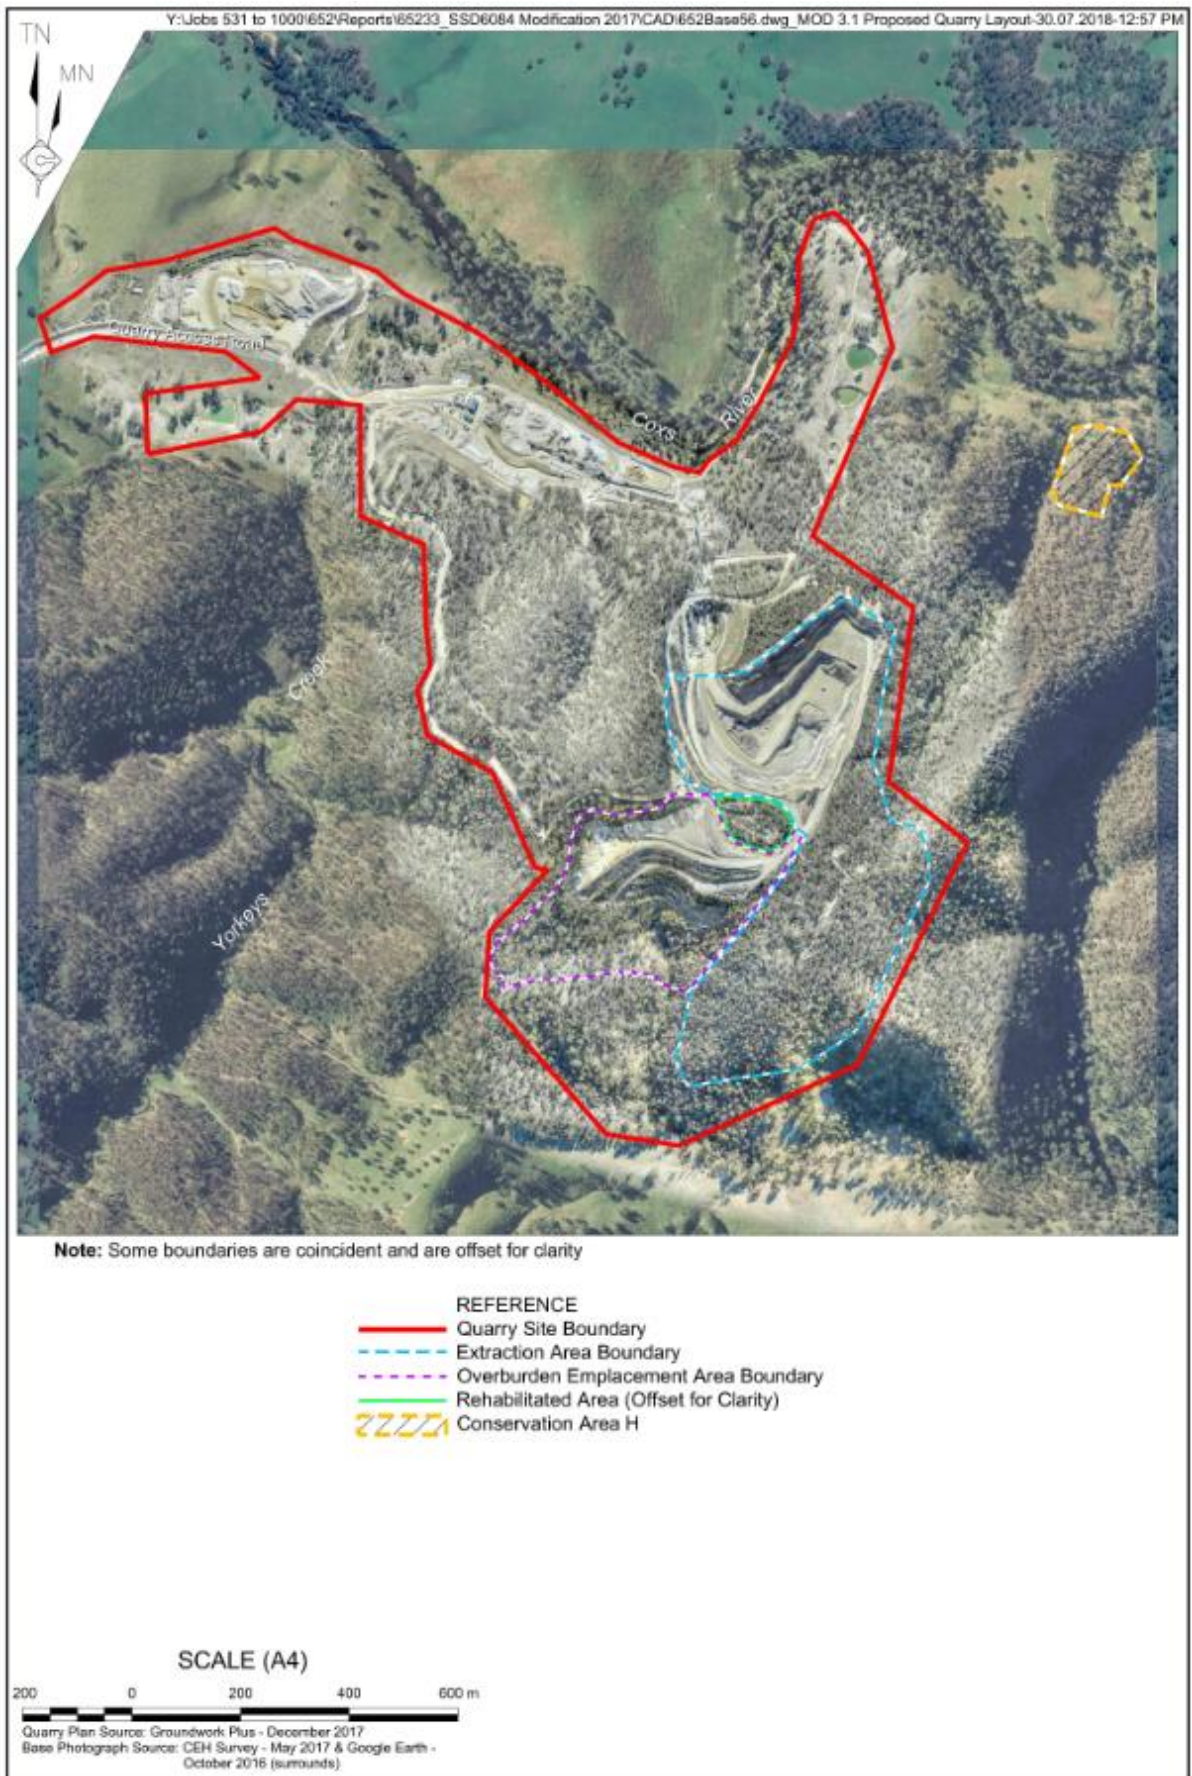 Y:\Jobs 531 to 1000\652\Reports\65233_SSD6084 Modification 2017\CAD\652Base56.dwg_MOD 3.1 Proposed Quarry Layout-30.07.2018-12:57 PM
TN
MN
Quarry Access Road
Coxs
River
Creek
Yorkeys
Note: Some boundaries are coincident and are offset for clarity
REFERENCE
Quarry Site Boundary
Extraction Area Boundary
Overburden Emplacement Area Boundary
Rehabilitated Area (Offset for Clarity)
Conservation Area H
SCALE (A4)
200 0 200 400 600 m
Quarry Plan Source: Groundwork Plus - December 2017
Base Photograph Source: CEH Survey - May 2017 & Google Earth -
October 2016 (surrounds)